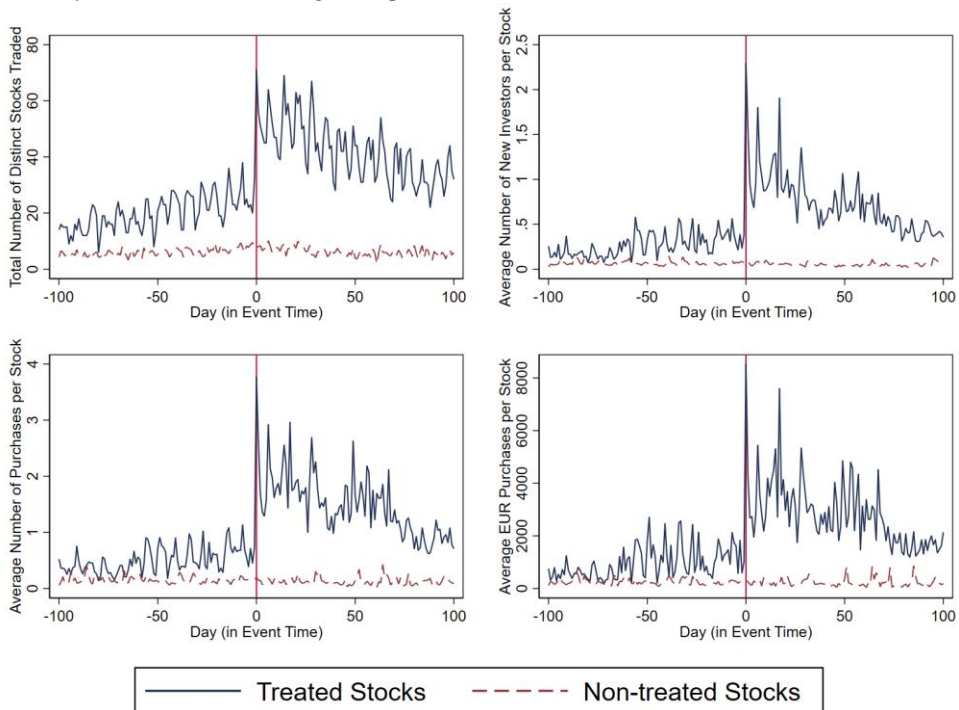 Total Number of Distinct Stocks Traded
80
60
40
20
0
-100 -50 0 50 100
Day (in Event Time)
Average Number of New Investors per Stock
2.5
2
1.5
1
.5
0
-100 -50 0 50 100
Day (in Event Time)
Average Number of Purchases per Stock
4
3
2
1
0
-100 -50 0 50 100
Day (in Event Time)
Average EUR Purchases per Stock
8000
6000
4000
2000
0
-100 -50 0 50 100
Day (in Event Time)
Treated Stocks Non-treated Stocks